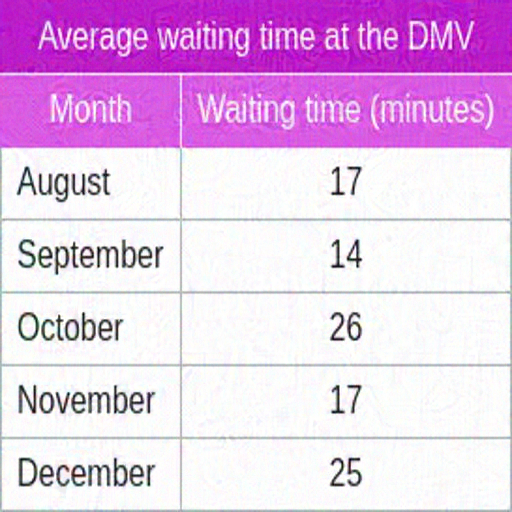 Average waiting time at the DMV
Month Waiting time (minutes)
August 17
September 14
October 26
November 17
December 25